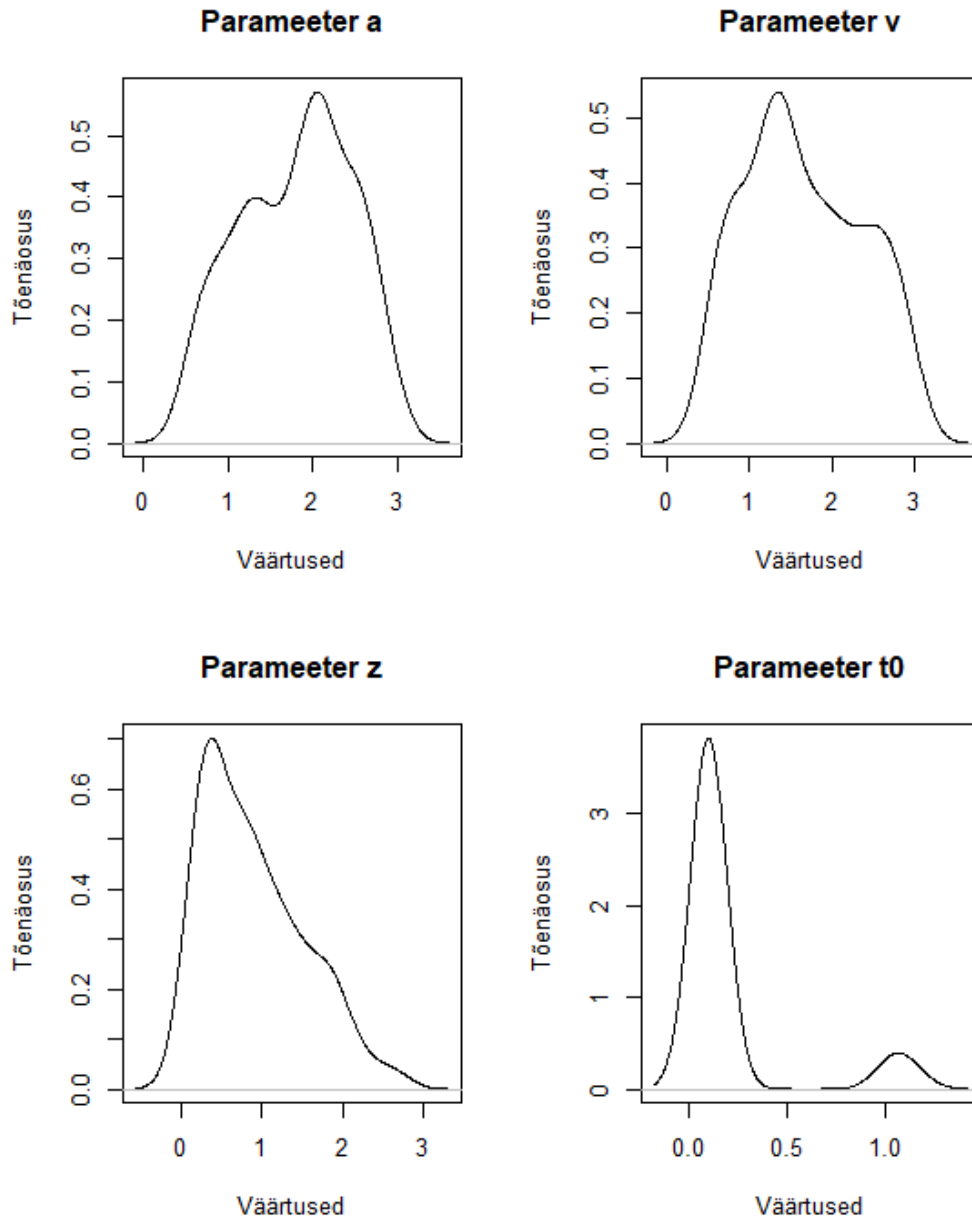 Parameeter a
Tõenäosus
0.0 0.1 0.2 0.3 0.4 0.5
0 1 2 3
Väärtused
Parameeter v
Tõenäosus
0.0 0.1 0.2 0.3 0.4 0.5
0 1 2 3
Väärtused
Parameeter z
Tõenäosus
0.0 0.2 0.4 0.6
0 1 2 3
Väärtused
Parameeter t0
Tõenäosus
0 1 2 3
0.0 0.5 1.0
Väärtused